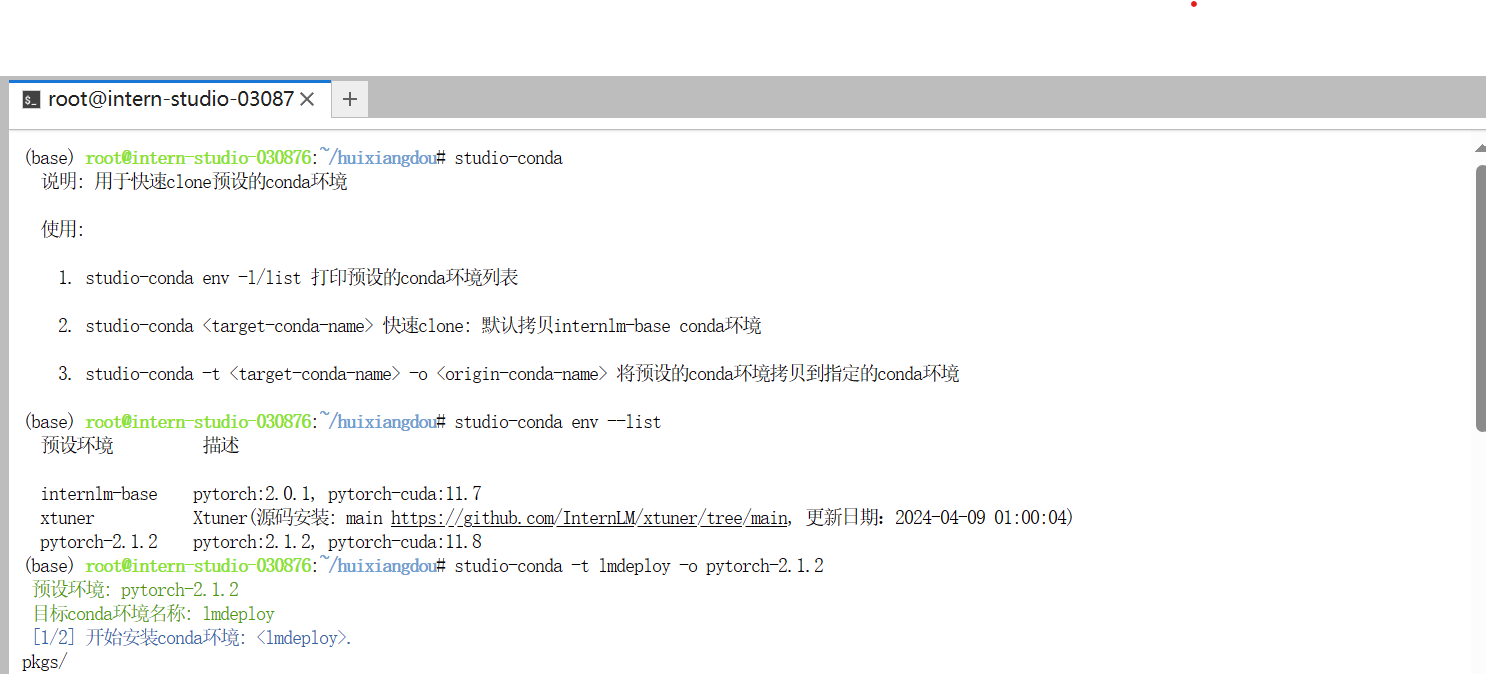 root@intern-studio-03087
(base) root@intern-studio-030876:~/huixiangdou# studio-conda
说明: 用于快速clone预设的conda环境
使用:
1. studio-conda env -l/list 打印预设的conda环境列表
2. studio-conda <target-conda-name> 快速clone: 默认拷贝internlm-base conda环境
3. studio-conda -t <target-conda-name> -o <origin-conda-name> 将预设的conda环境拷贝到指定的conda环境
(base) root@intern-studio-030876:~/huixiangdou# studio-conda env --list
预设环境 描述
internlm-base pytorch:2.0.1, pytorch-cuda:11.7
xtuner Xtuner(源码安装: main https://github.com/InternLM/xtuner/tree/main, 更新日期：2024-04-09 01:00:04)
pytorch-2.1.2 pytorch:2.1.2, pytorch-cuda:11.8
(base) root@intern-studio-030876:~/huixiangdou# studio-conda -t lmdeploy -o pytorch-2.1.2
预设环境: pytorch-2.1.2
目标conda环境名称: lmdeploy
[1/2] 开始安装conda环境: <lmdeploy>.
pkgs/